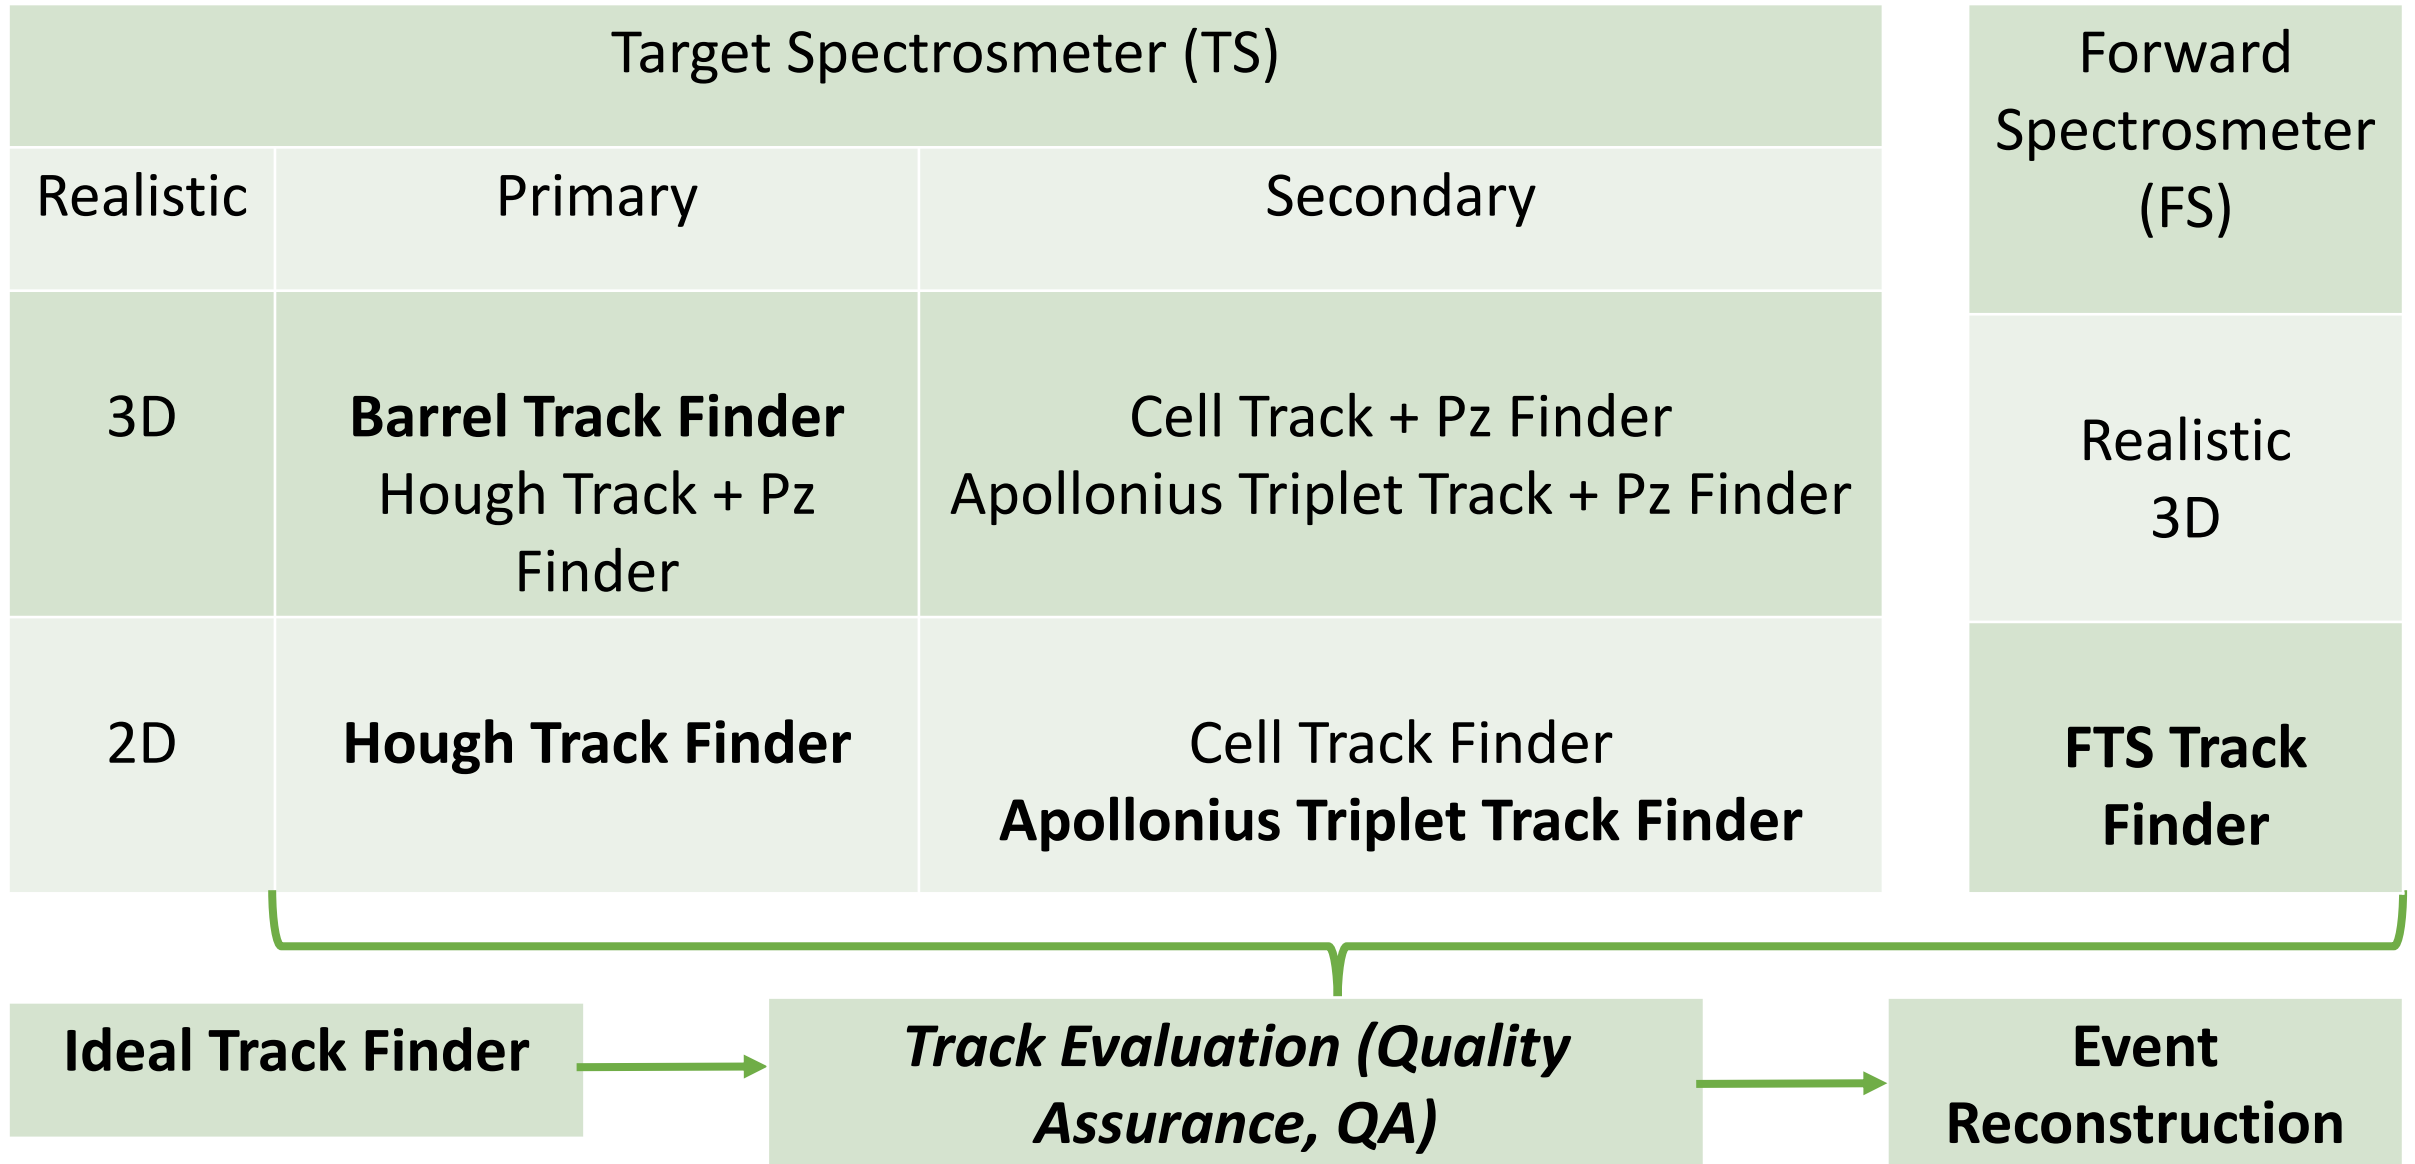 Target Spectrosmeter (TS)
Realistic
Primary
Secondary
3D
Barrel Track Finder
Hough Track + Pz
Finder
Cell Track + Pz Finder
Apollonius Triplet Track + Pz Finder
2D
Hough Track Finder
Cell Track Finder
Apollonius Triplet Track Finder
Forward
Spectrosmeter
(FS)
Realistic
3D
FTS Track
Finder
Ideal Track Finder
Track Evaluation (Quality
Assurance, QA)
Event
Reconstruction